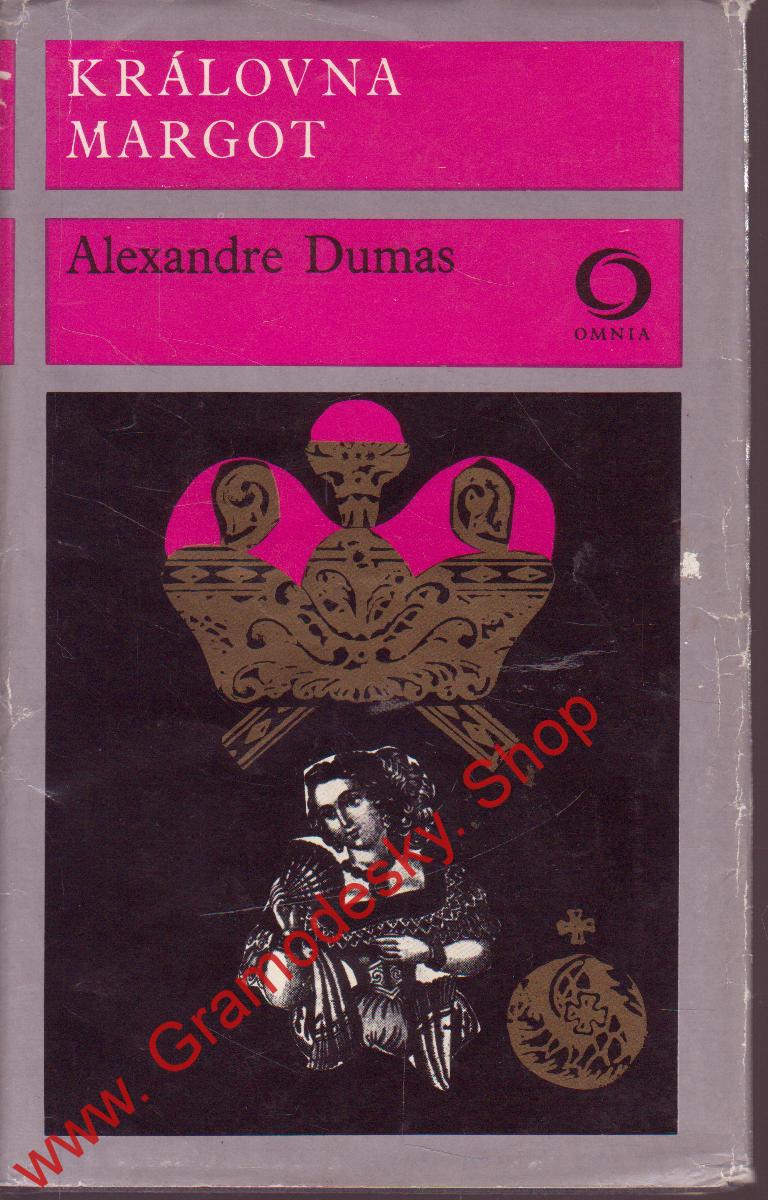 KRÁLOVNA
MARGOT
Alexandre Dumas
OMNIA
www. Gramodesky. Shop